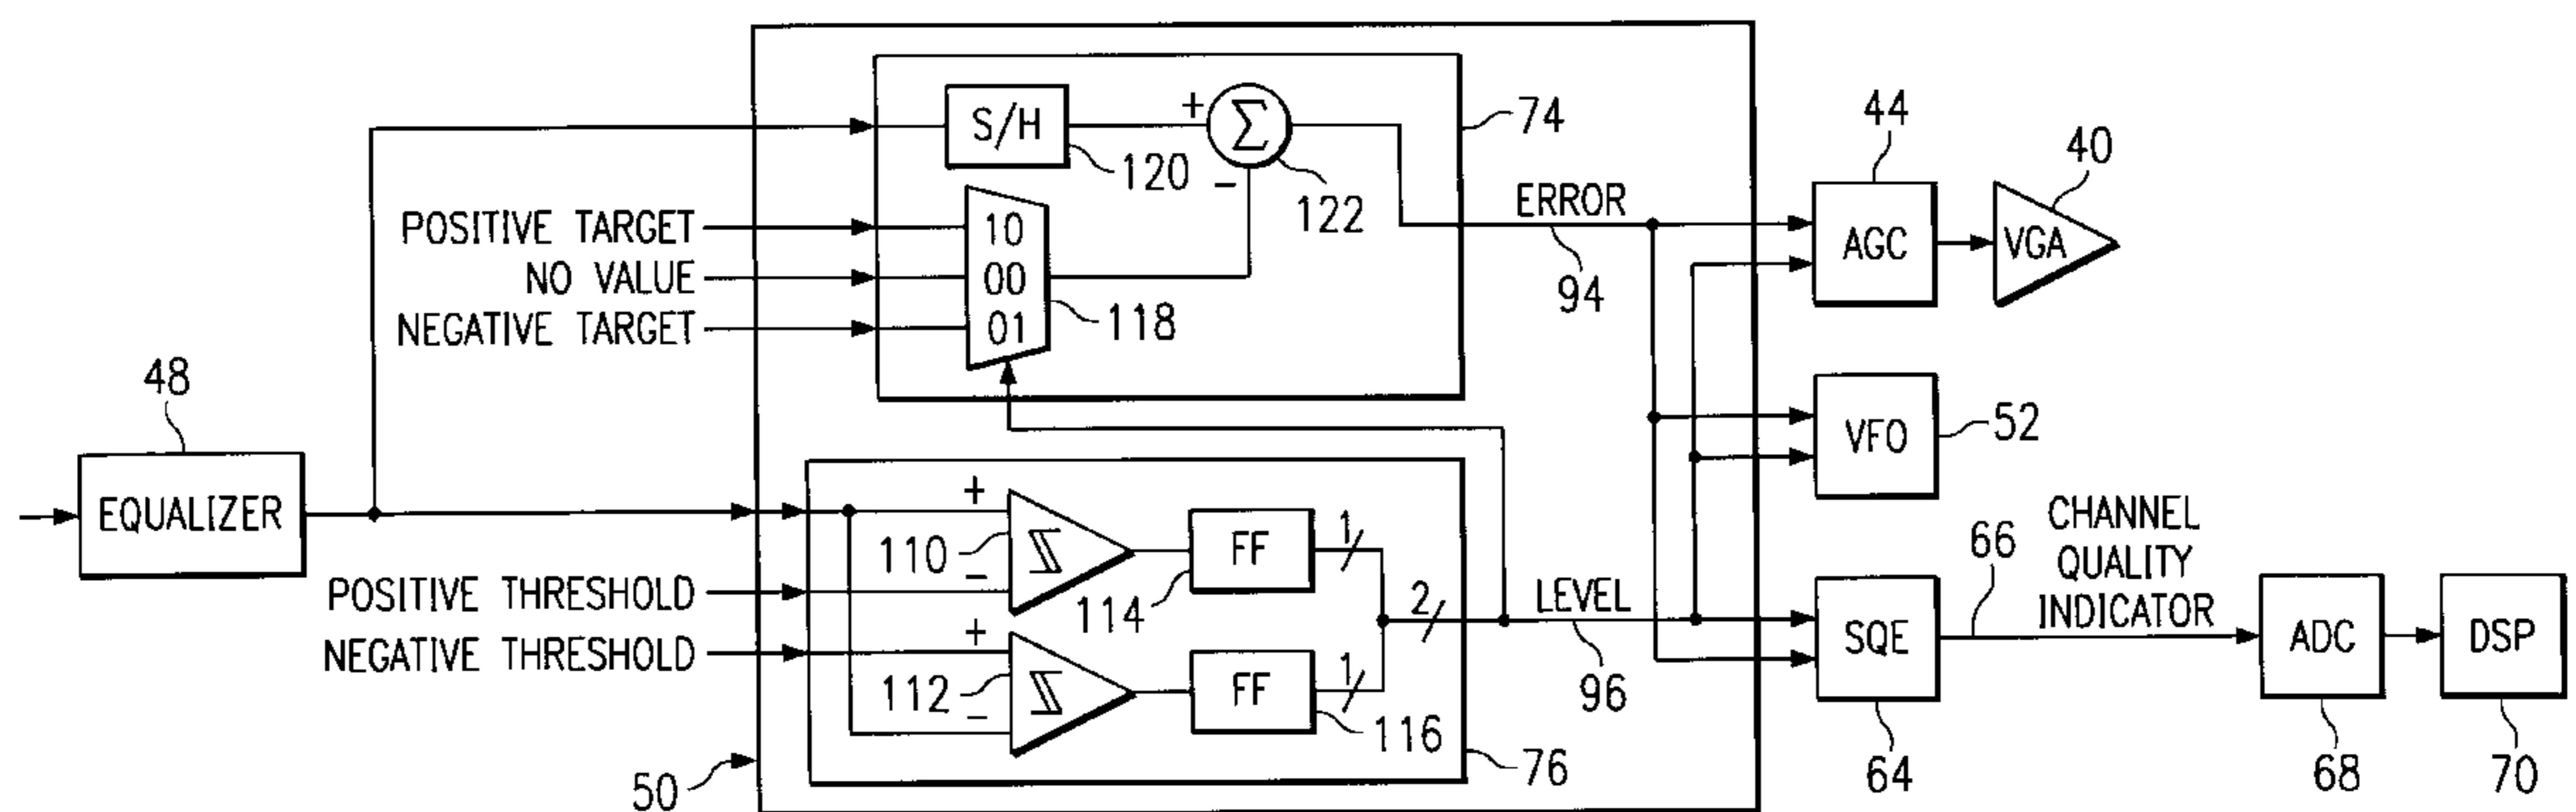 S/H
120
+
Σ
-
122
74
10
00
01
118
POSITIVE TARGET
NO VALUE
NEGATIVE TARGET
ERROR
94
44
AGC
40
VGA
VFO
52
48
EQUALIZER
+
110
-
FF
114
1
POSITIVE THRESHOLD
NEGATIVE THRESHOLD
+
112
-
FF
116
1
2
LEVEL
96
76
50
SQE
64
66
CHANNEL
QUALITY
INDICATOR
ADC
68
DSP
70